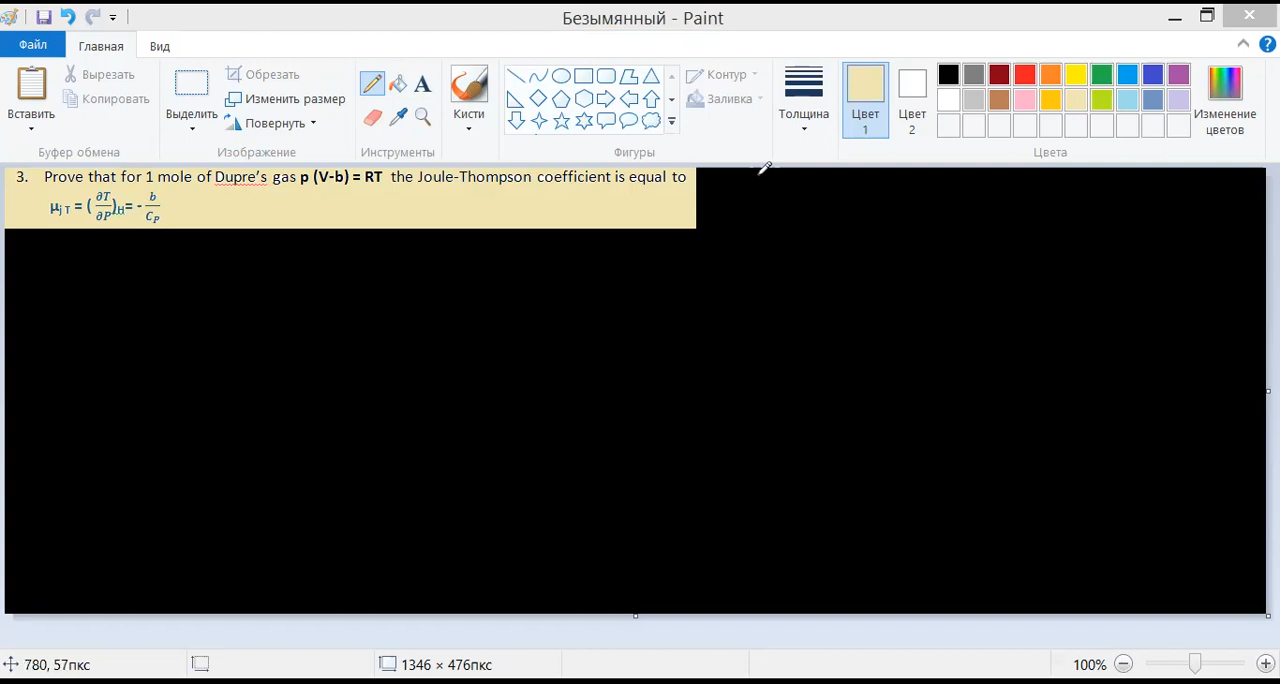 Безымянный - Paint
Файл Главная Вид
Вставить
Вырезать
Копировать
Буфер обмена
Выделить
Обрезать
Изменить размер
Повернуть
Изображение
A
Инструменты
Кисти
Контур
Заливка
Фигуры
Толщина
Цвет 1
Цвет 2
Изменение цветов
Цвета
3. Prove that for 1 mole of Dupre's gas p (V-b) = RT the Joule-Thompson coefficient is equal to
μj T = (∂T/∂P)H= - b/CP
780, 57пкс
1346 × 476пкс
100%